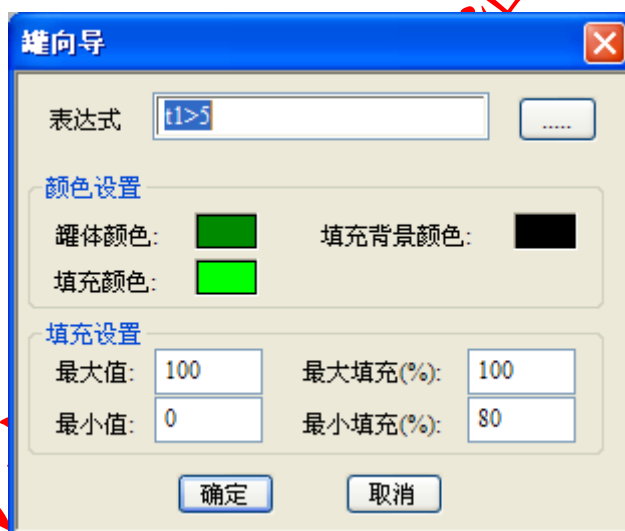 罐向导
表达式 t1>5 .....
颜色设置
罐体颜色: 填充背景颜色:
填充颜色:
填充设置
最大值: 100 最大填充(%): 100
最小值: 0 最小填充(%): 80
确定 取消